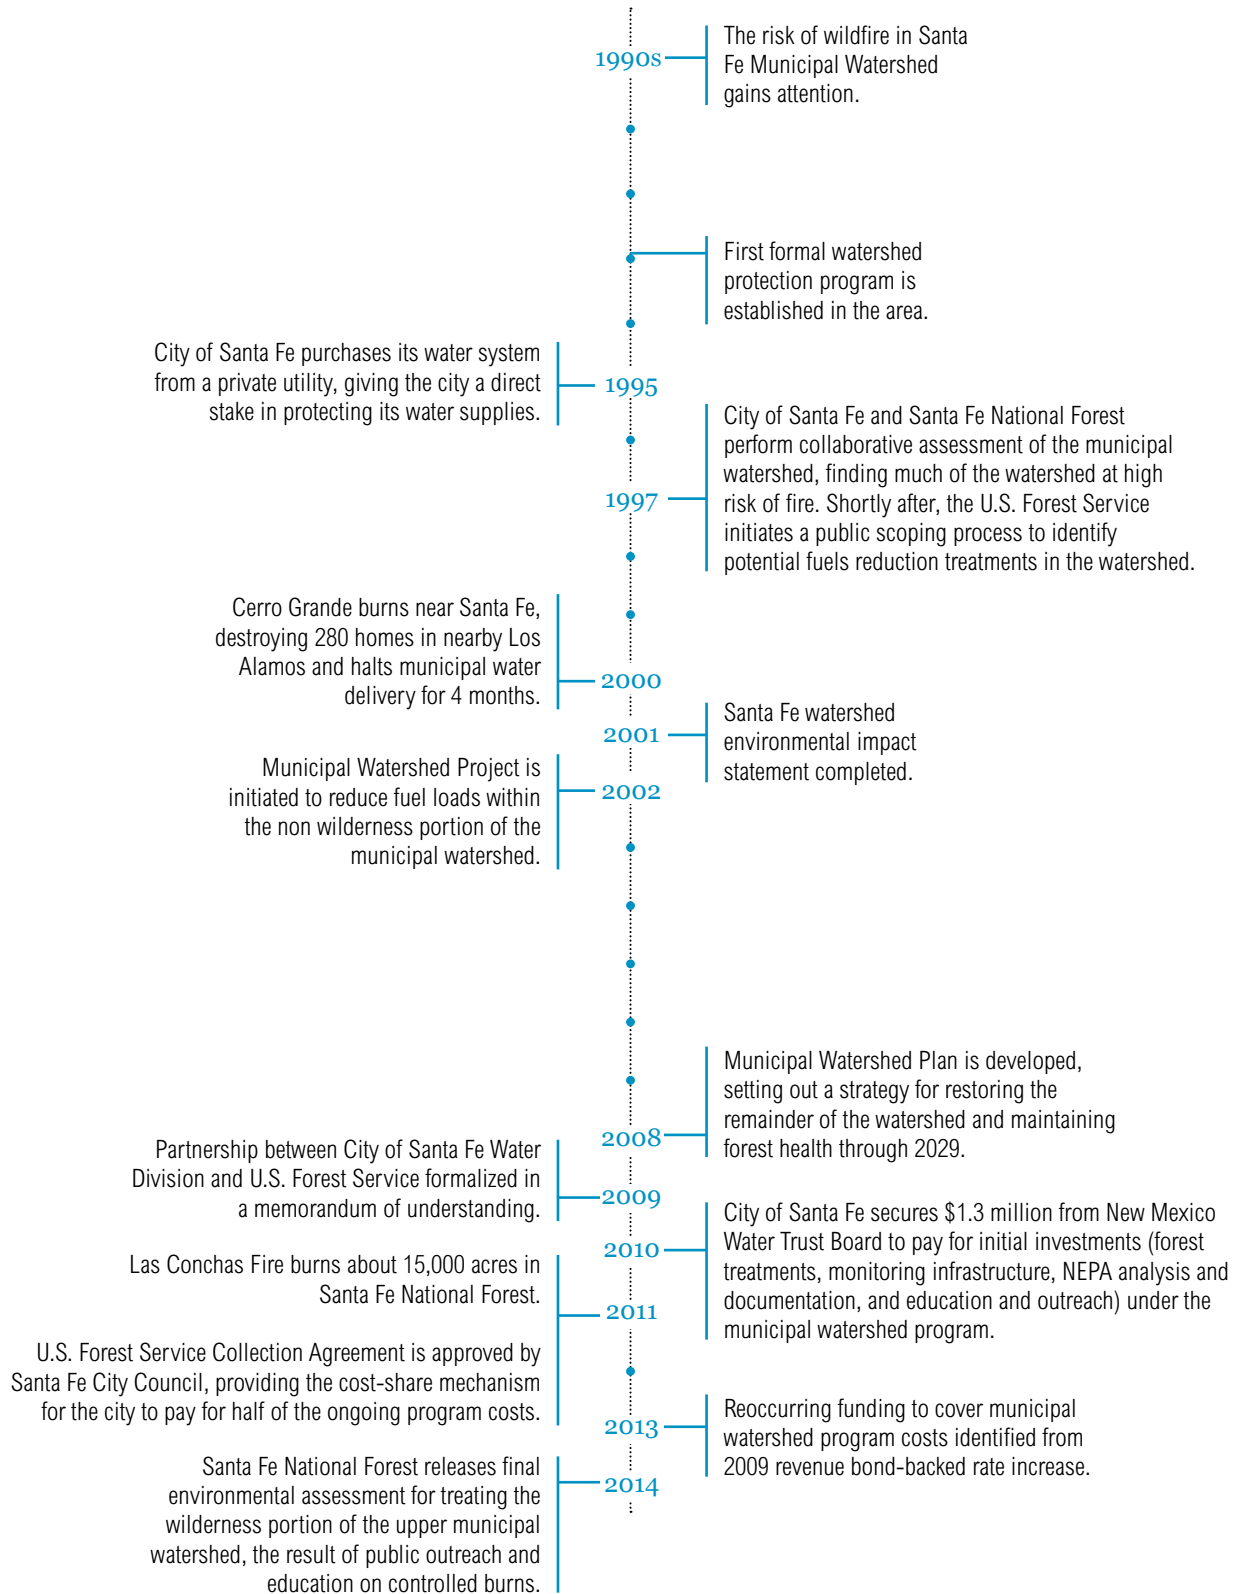 1990s
The risk of wildfire in Santa
Fe Municipal Watershed
gains attention.
First formal watershed
protection program is
established in the area.
City of Santa Fe purchases its water system
from a private utility, giving the city a direct
stake in protecting its water supplies.
1995
City of Santa Fe and Santa Fe National Forest
perform collaborative assessment of the municipal
watershed, finding much of the watershed at high
risk of fire. Shortly after, the U.S. Forest Service
initiates a public scoping process to identify
potential fuels reduction treatments in the watershed.
1997
Cerro Grande burns near Santa Fe,
destroying 280 homes in nearby Los
Alamos and halts municipal water
delivery for 4 months.
2000
2001
Santa Fe watershed
environmental impact
statement completed.
Municipal Watershed Project is
initiated to reduce fuel loads within
the non wilderness portion of the
municipal watershed.
2002
Municipal Watershed Plan is developed,
setting out a strategy for restoring the
remainder of the watershed and maintaining
forest health through 2029.
2008
Partnership between City of Santa Fe Water
Division and U.S. Forest Service formalized in
a memorandum of understanding.
2009
2010
City of Santa Fe secures $1.3 million from New Mexico
Water Trust Board to pay for initial investments (forest
treatments, monitoring infrastructure, NEPA analysis and
documentation, and education and outreach) under the
municipal watershed program.
Las Conchas Fire burns about 15,000 acres in
Santa Fe National Forest.
2011
U.S. Forest Service Collection Agreement is approved by
Santa Fe City Council, providing the cost-share mechanism
for the city to pay for half of the ongoing program costs.
2013
Reoccurring funding to cover municipal
watershed program costs identified from
2009 revenue bond-backed rate increase.
Santa Fe National Forest releases final
environmental assessment for treating the
wilderness portion of the upper municipal
watershed, the result of public outreach and
education on controlled burns.
2014